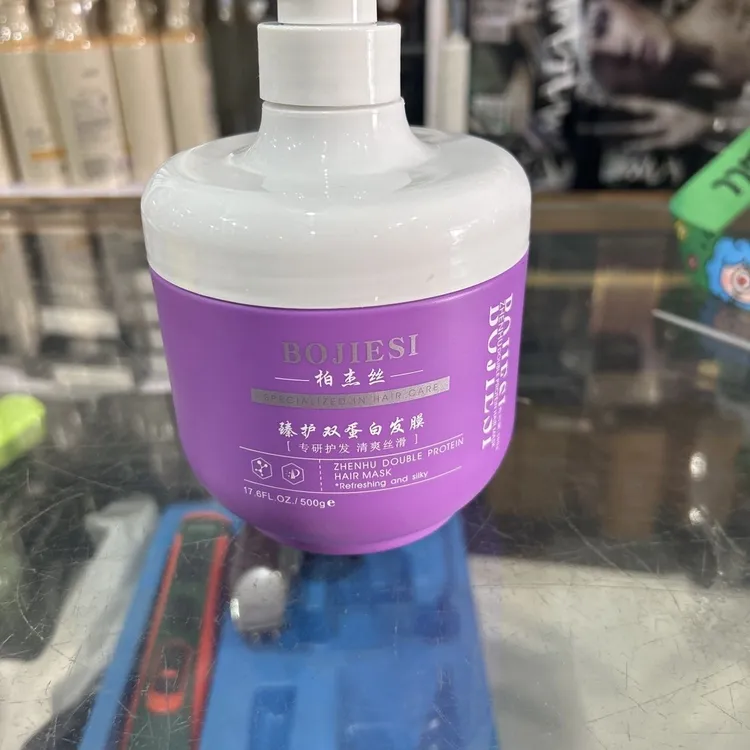 BOJIESI
柏杰丝
SPECIALIZED IN HAIR CARE
臻护双蛋白发膜
[ 专研护发 清爽丝滑 ]
ZHENHU DOUBLE PROTEIN
HAIR MASK
*Refreshing and silky
17.6FL.OZ./500g℮
BOJIESI
BOJIESI